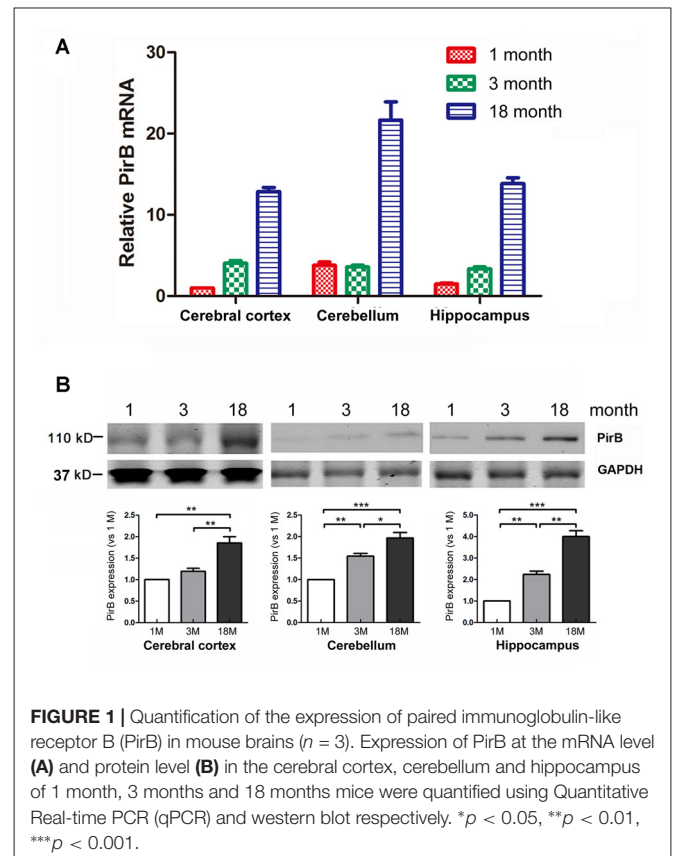 A
30
20
10
0
Relative PirB mRNA
1 month
3 month
18 month
Cerebral cortex Cerebellum Hippocampus
B
1 3 18 1 3 18 1 3 18 month
110 kD PirB
37 kD GAPDH
PirB expression (vs 1 M)
2.5
2.0
1.5
1.0
0.5
0.0
**
**
1M 3M 18M
Cerebral cortex
PirB expression (vs 1 M)
2.5
2.0
1.5
1.0
0.5
0.0
***
** *
1M 3M 18M
Cerebellum
PirB expression (vs 1 M)
5.0
4.0
3.0
2.0
1.0
0.0
***
** **
1M 3M 18M
Hippocampus
FIGURE 1 | Quantification of the expression of paired immunoglobulin-like
receptor B (PirB) in mouse brains (n = 3). Expression of PirB at the mRNA level
(A) and protein level (B) in the cerebral cortex, cerebellum and hippocampus
of 1 month, 3 months and 18 months mice were quantified using Quantitative
Real-time PCR (qPCR) and western blot respectively. *p < 0.05, **p < 0.01,
***p < 0.001.